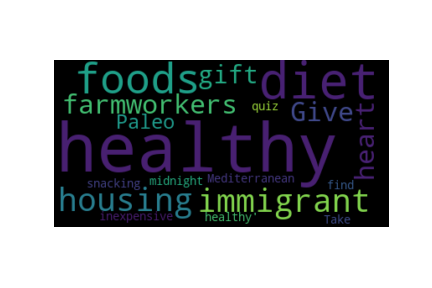 foods gift diet
farmworkers quiz Give
Paleo heart
healthy
snacking midnight Mediterranean find
housing immigrant
inexpensive healthy' Take